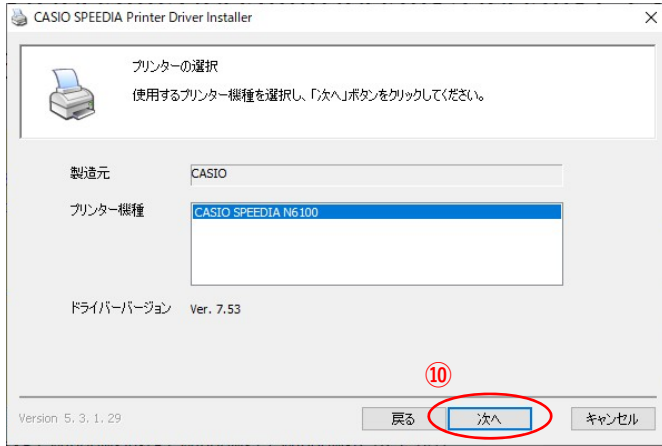 CASIO SPEEDIA Printer Driver Installer
プリンターの選択
使用するプリンター機種を選択し、「次へ」ボタンをクリックしてください。
製造元 CASIO
プリンター機種 CASIO SPEEDIA N6100
ドライバーバージョン Ver. 7.53
⑩
Version 5. 3. 1. 29 戻る 次へ キャンセル